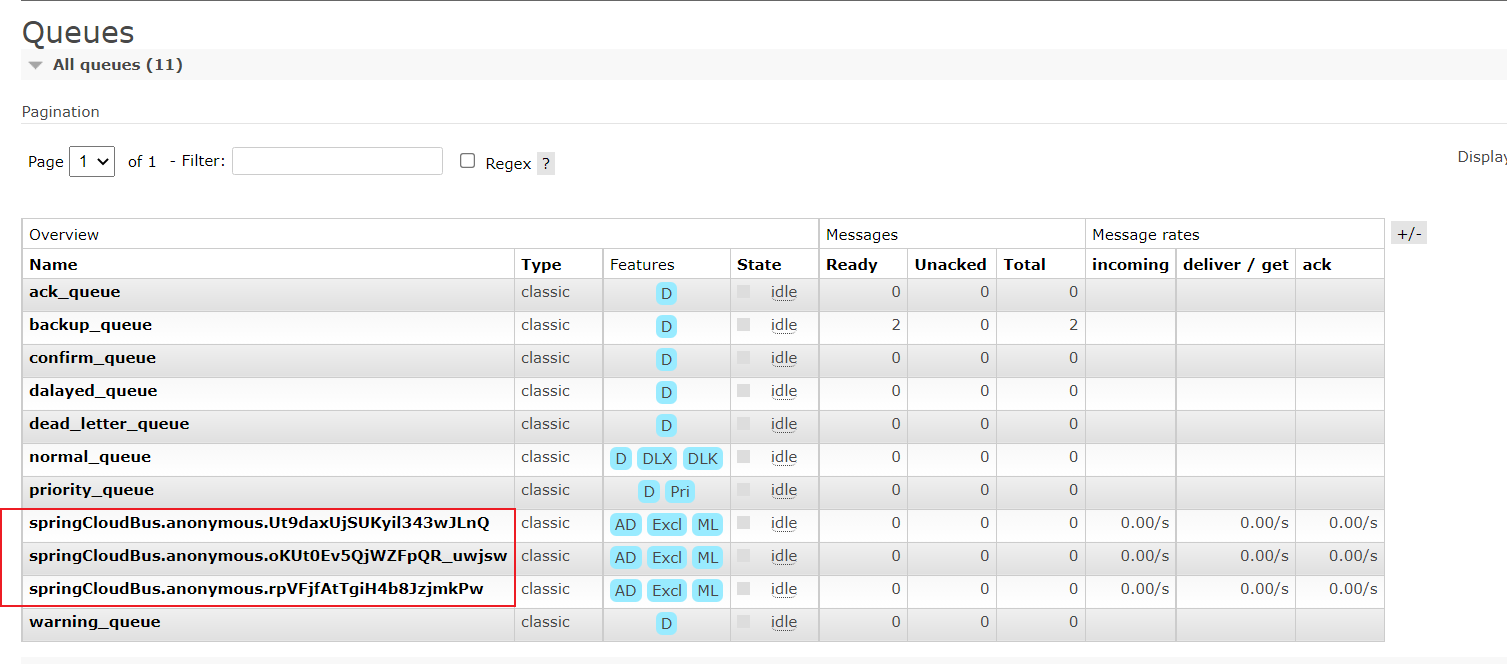 Queues
All queues (11)
Pagination
Page 1 of 1 - Filter: Regex ?
Display
Overview Messages Message rates +/-
Name Type Features State Ready Unacked Total incoming deliver / get ack
ack_queue classic D idle 0 0 0
backup_queue classic D idle 2 0 2
confirm_queue classic D idle 0 0 0
dalayed_queue classic D idle 0 0 0
dead_letter_queue classic D idle 0 0 0
normal_queue classic D DLX DLK idle 0 0 0
priority_queue classic D Pri idle 0 0 0
springCloudBus.anonymous.Ut9daxUjSUKyil343wJLnQ classic AD Excl ML idle 0 0 0 0.00/s 0.00/s 0.00/s
springCloudBus.anonymous.oKUt0Ev5QjWZFpQR_uwjsw classic AD Excl ML idle 0 0 0 0.00/s 0.00/s 0.00/s
springCloudBus.anonymous.rpVFjfAtTgiH4b8JzjmkPw classic AD Excl ML idle 0 0 0 0.00/s 0.00/s 0.00/s
warning_queue classic D idle 0 0 0